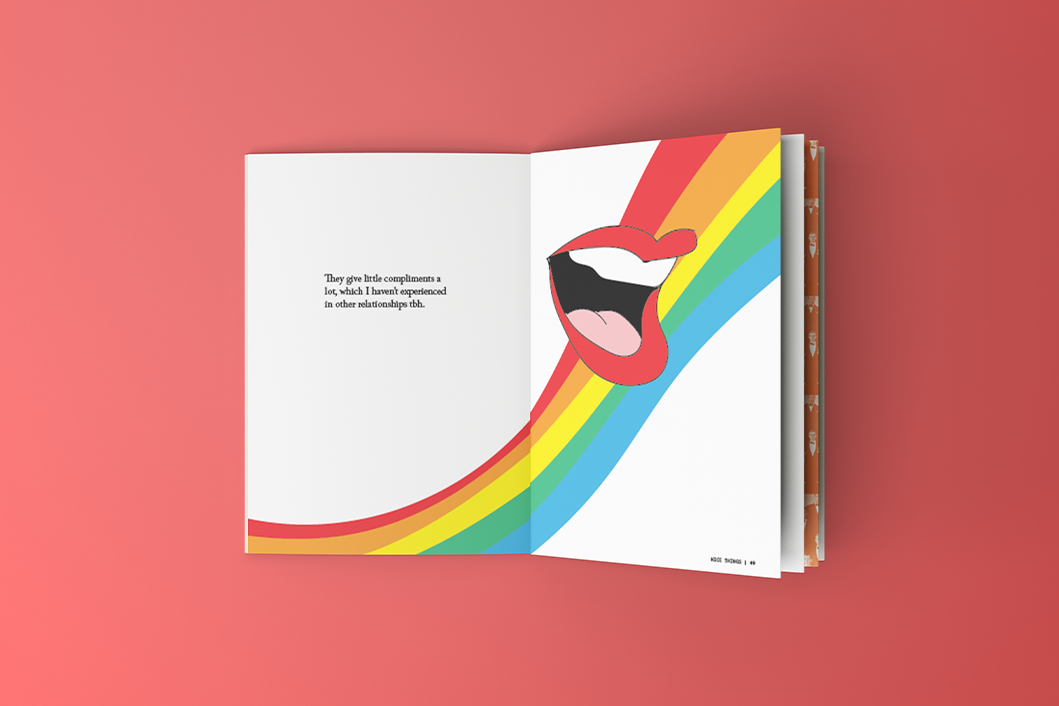 They give little compliments a
lot, which I haven't experienced
in other relationships tbh.
NICE THINGS | 49